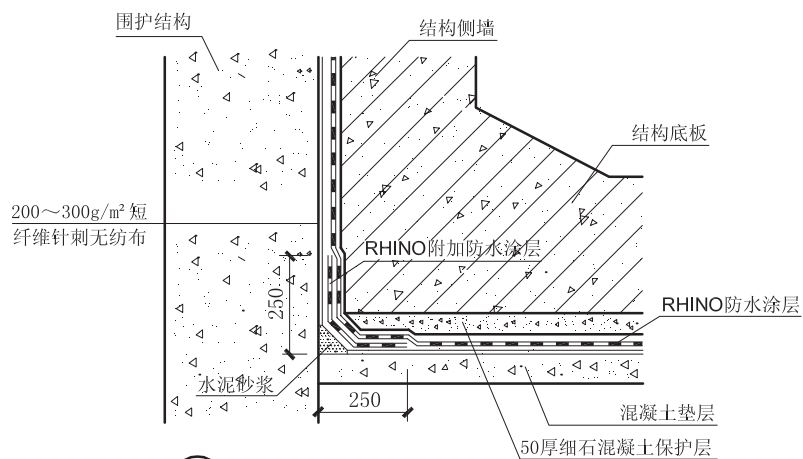 围护结构
结构侧墙
结构底板
200～300g/m² 短
纤维针刺无纺布
RHINO附加防水涂层
250
RHINO防水涂层
水泥砂浆
250
混凝土垫层
50厚细石混凝土保护层